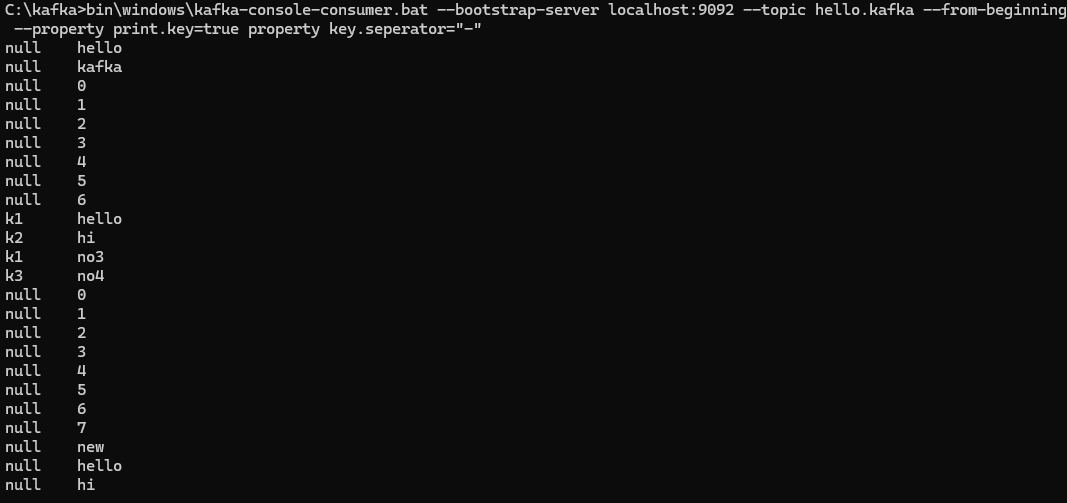 C:\kafka>bin\windows\kafka-console-consumer.bat --bootstrap-server localhost:9092 --topic hello.kafka --from-beginning
 --property print.key=true property key.seperator="-"
null    hello
null    kafka
null    0
null    1
null    2
null    3
null    4
null    5
null    6
k1      hello
k2      hi
k1      no3
k3      no4
null    0
null    1
null    2
null    3
null    4
null    5
null    6
null    7
null    new
null    hello
null    hi